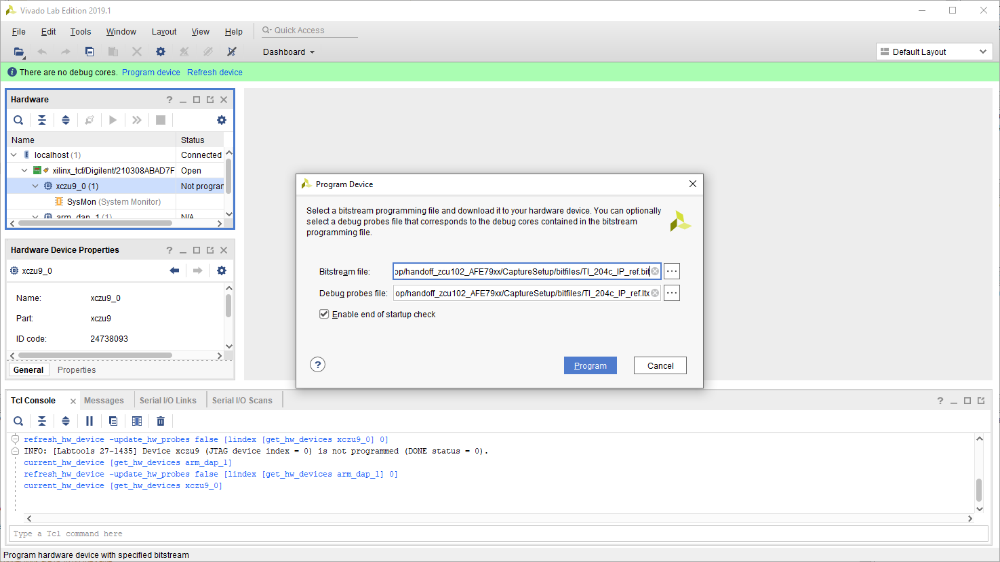 Vivado Lab Edition 2019.1
File Edit Tools Window Layout View Help Quick Access
Dashboard Default Layout
There are no debug cores. Program device Refresh device
Hardware
Name Status
localhost (1) Connected
xilinx_tcf/Digilent/210308ABAD7F Open
xczu9_0 (1) Not program
SysMon (System Monitor)
arm_dap_1 (1) N/A
Hardware Device Properties
xczu9_0
Name: xczu9_0
Part: xczu9
ID code: 24738093
General Properties
Program Device
Select a bitstream programming file and download it to your hardware device. You can optionally
select a debug probes file that corresponds to the debug cores contained in the bitstream
programming file.
Bitstream file: op/handoff_zcu102_AFE79xx/CaptureSetup/bitfiles/TI_204c_IP_ref.bit
Debug probes file: op/handoff_zcu102_AFE79xx/CaptureSetup/bitfiles/TI_204c_IP_ref.ltx
Enable end of startup check
? Program Cancel
Tcl Console Messages Serial I/O Links Serial I/O Scans
refresh_hw_device -update_hw_probes false [lindex [get_hw_devices xczu9_0] 0]
INFO: [Labtools 27-1435] Device xczu9 (JTAG device index = 0) is not programmed (DONE status = 0).
current_hw_device [get_hw_devices arm_dap_1]
refresh_hw_device -update_hw_probes false [lindex [get_hw_devices arm_dap_1] 0]
current_hw_device [get_hw_devices xczu9_0]
Type a Tcl command here
Program hardware device with specified bitstream